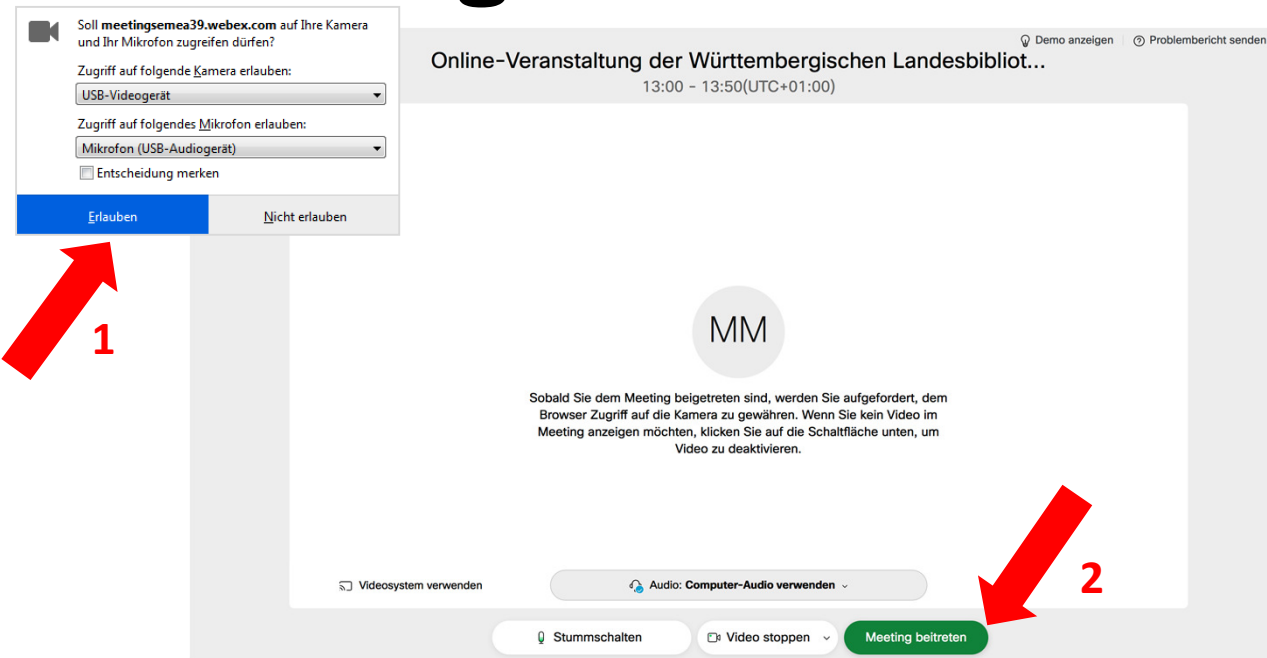 Soll meetingsemea39.webex.com auf Ihre Kamera
und Ihr Mikrofon zugreifen dürfen?
Zugriff auf folgende Kamera erlauben:
USB-Videogerät
Zugriff auf folgendes Mikrofon erlauben:
Mikrofon (USB-Audiogerät)
Entscheidung merken
Erlauben
Nicht erlauben
1
Demo anzeigen
Problembericht senden
Online-Veranstaltung der Württembergischen Landesbibliot...
13:00 - 13:50(UTC+01:00)
MM
Sobald Sie dem Meeting beigetreten sind, werden Sie aufgefordert, dem
Browser Zugriff auf die Kamera zu gewähren. Wenn Sie kein Video im
Meeting anzeigen möchten, klicken Sie auf die Schaltfläche unten, um
Video zu deaktivieren.
Videosystem verwenden
Audio: Computer-Audio verwenden
2
Stummschalten
Video stoppen
Meeting beitreten